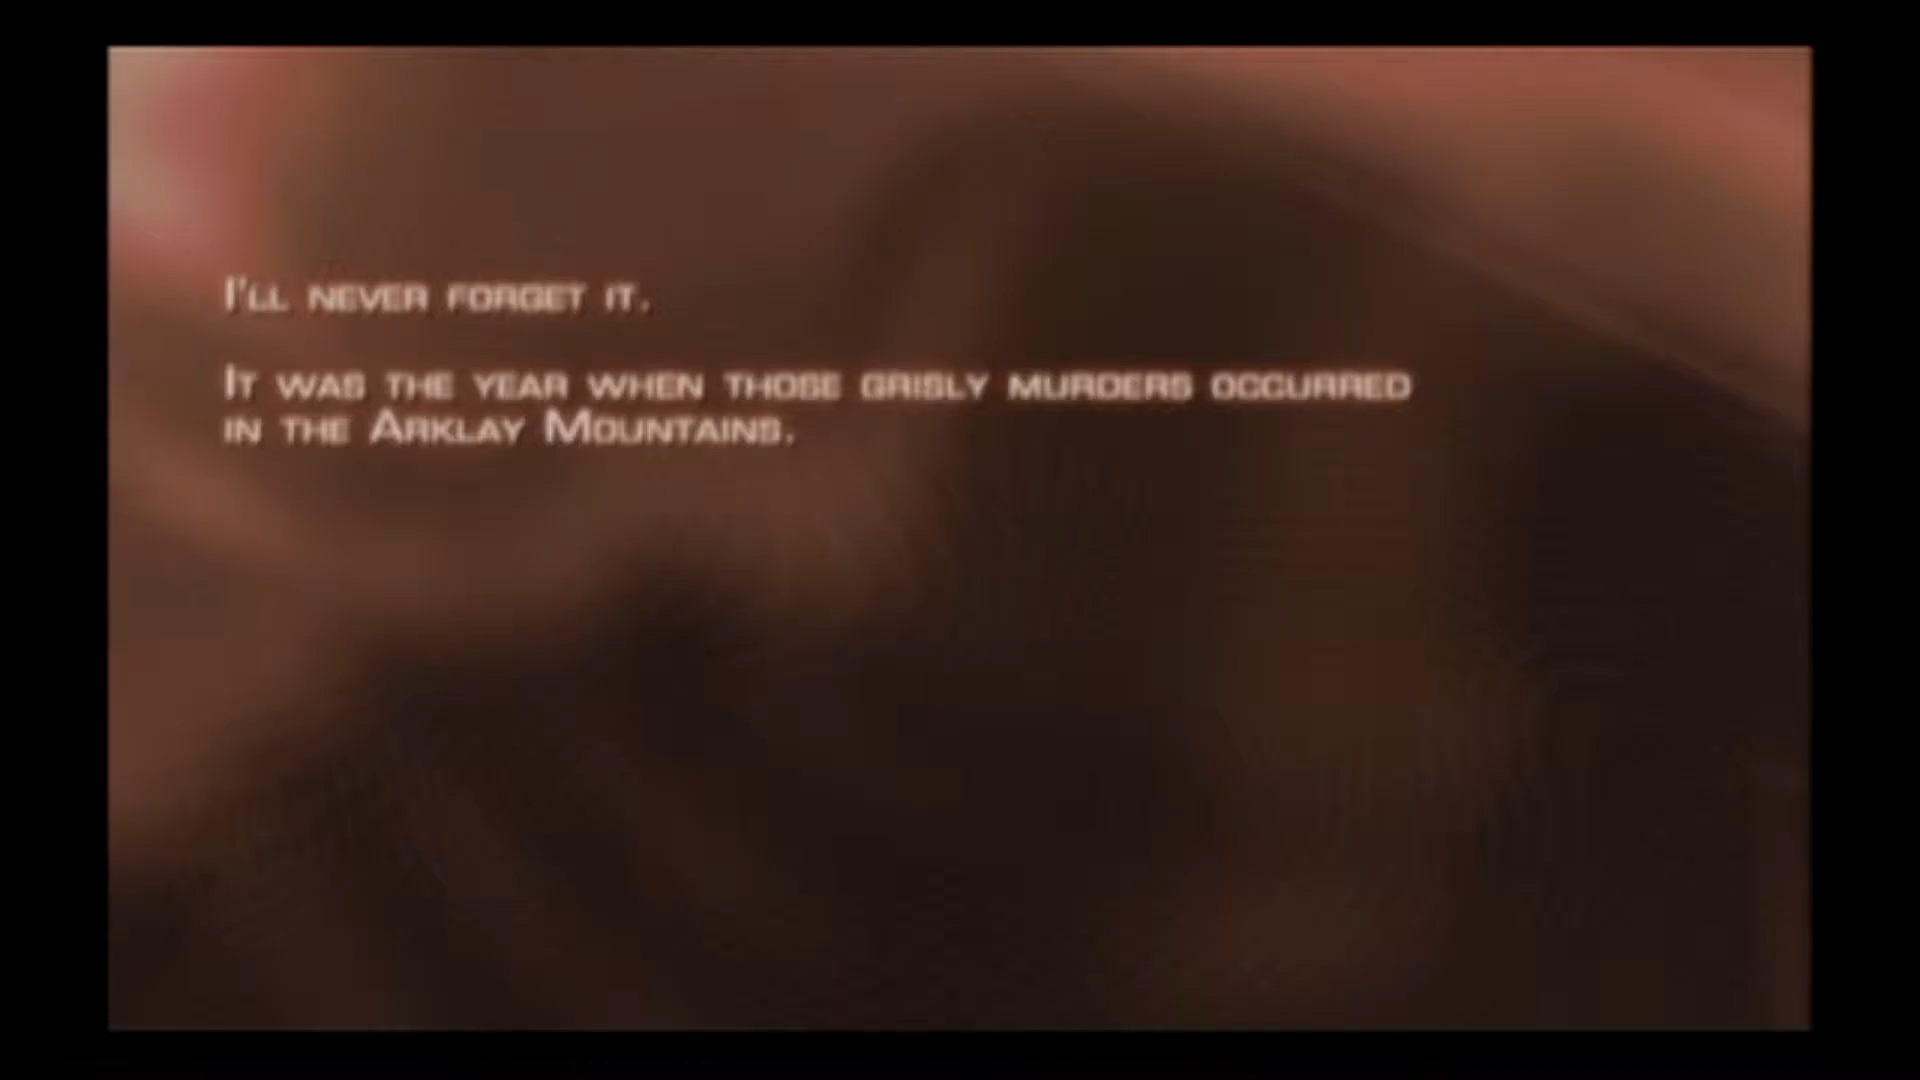 I'll never forget it.
It was the year when those grisly murders occurred
in the Arklay Mountains.